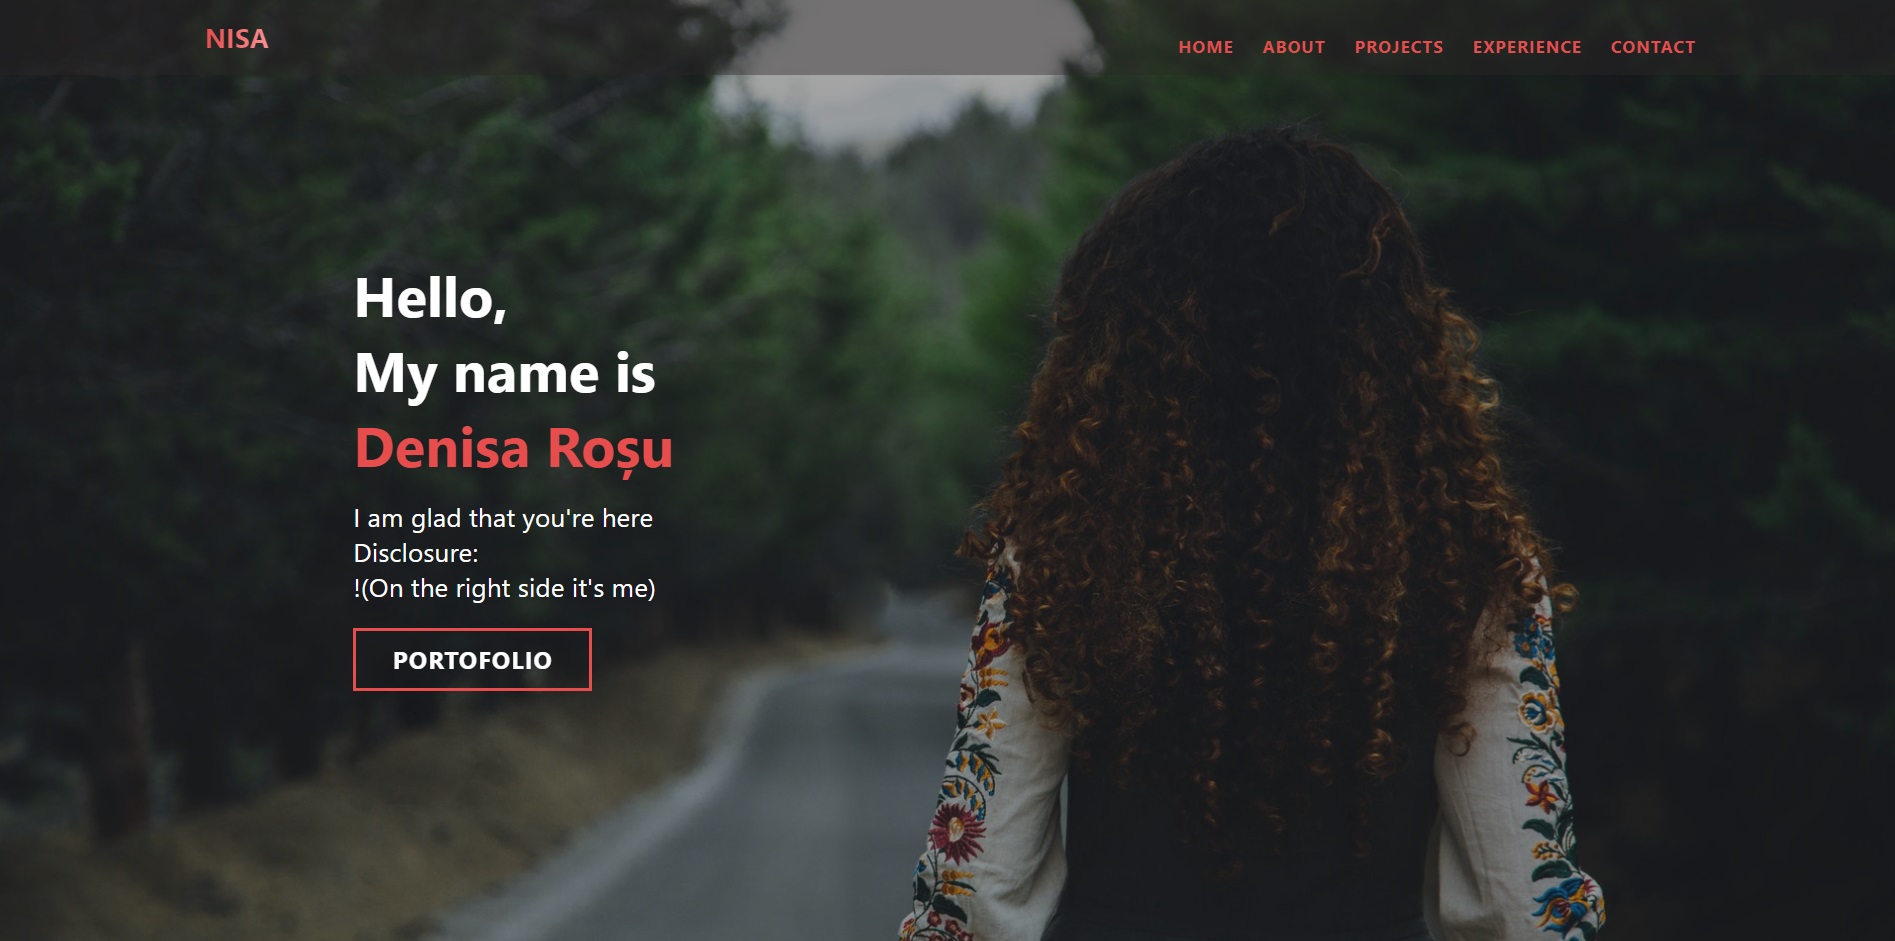 NISA
HOME ABOUT PROJECTS EXPERIENCE CONTACT
Hello,
My name is
Denisa Roșu
I am glad that you're here
Disclosure:
!(On the right side it's me)
PORTOFOLIO